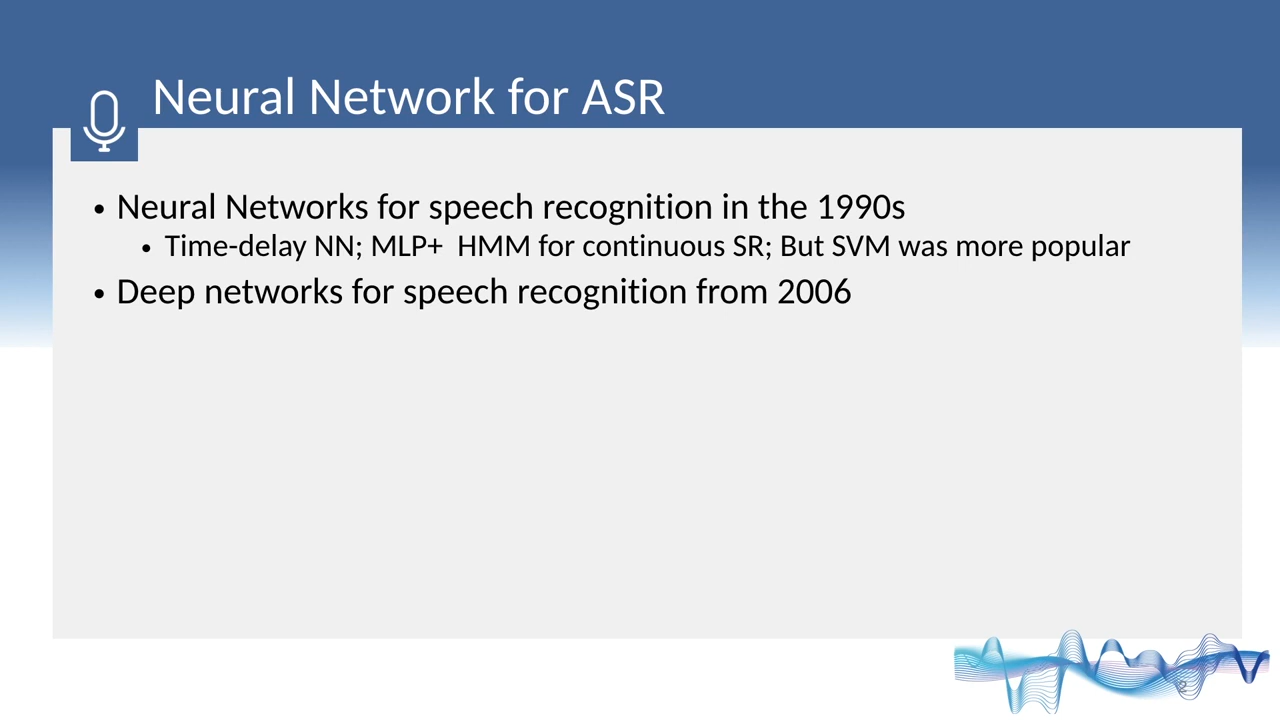 Neural Network for ASR
• Neural Networks for speech recognition in the 1990s
• Time-delay NN; MLP+  HMM for continuous SR; But SVM was more popular
• Deep networks for speech recognition from 2006
2